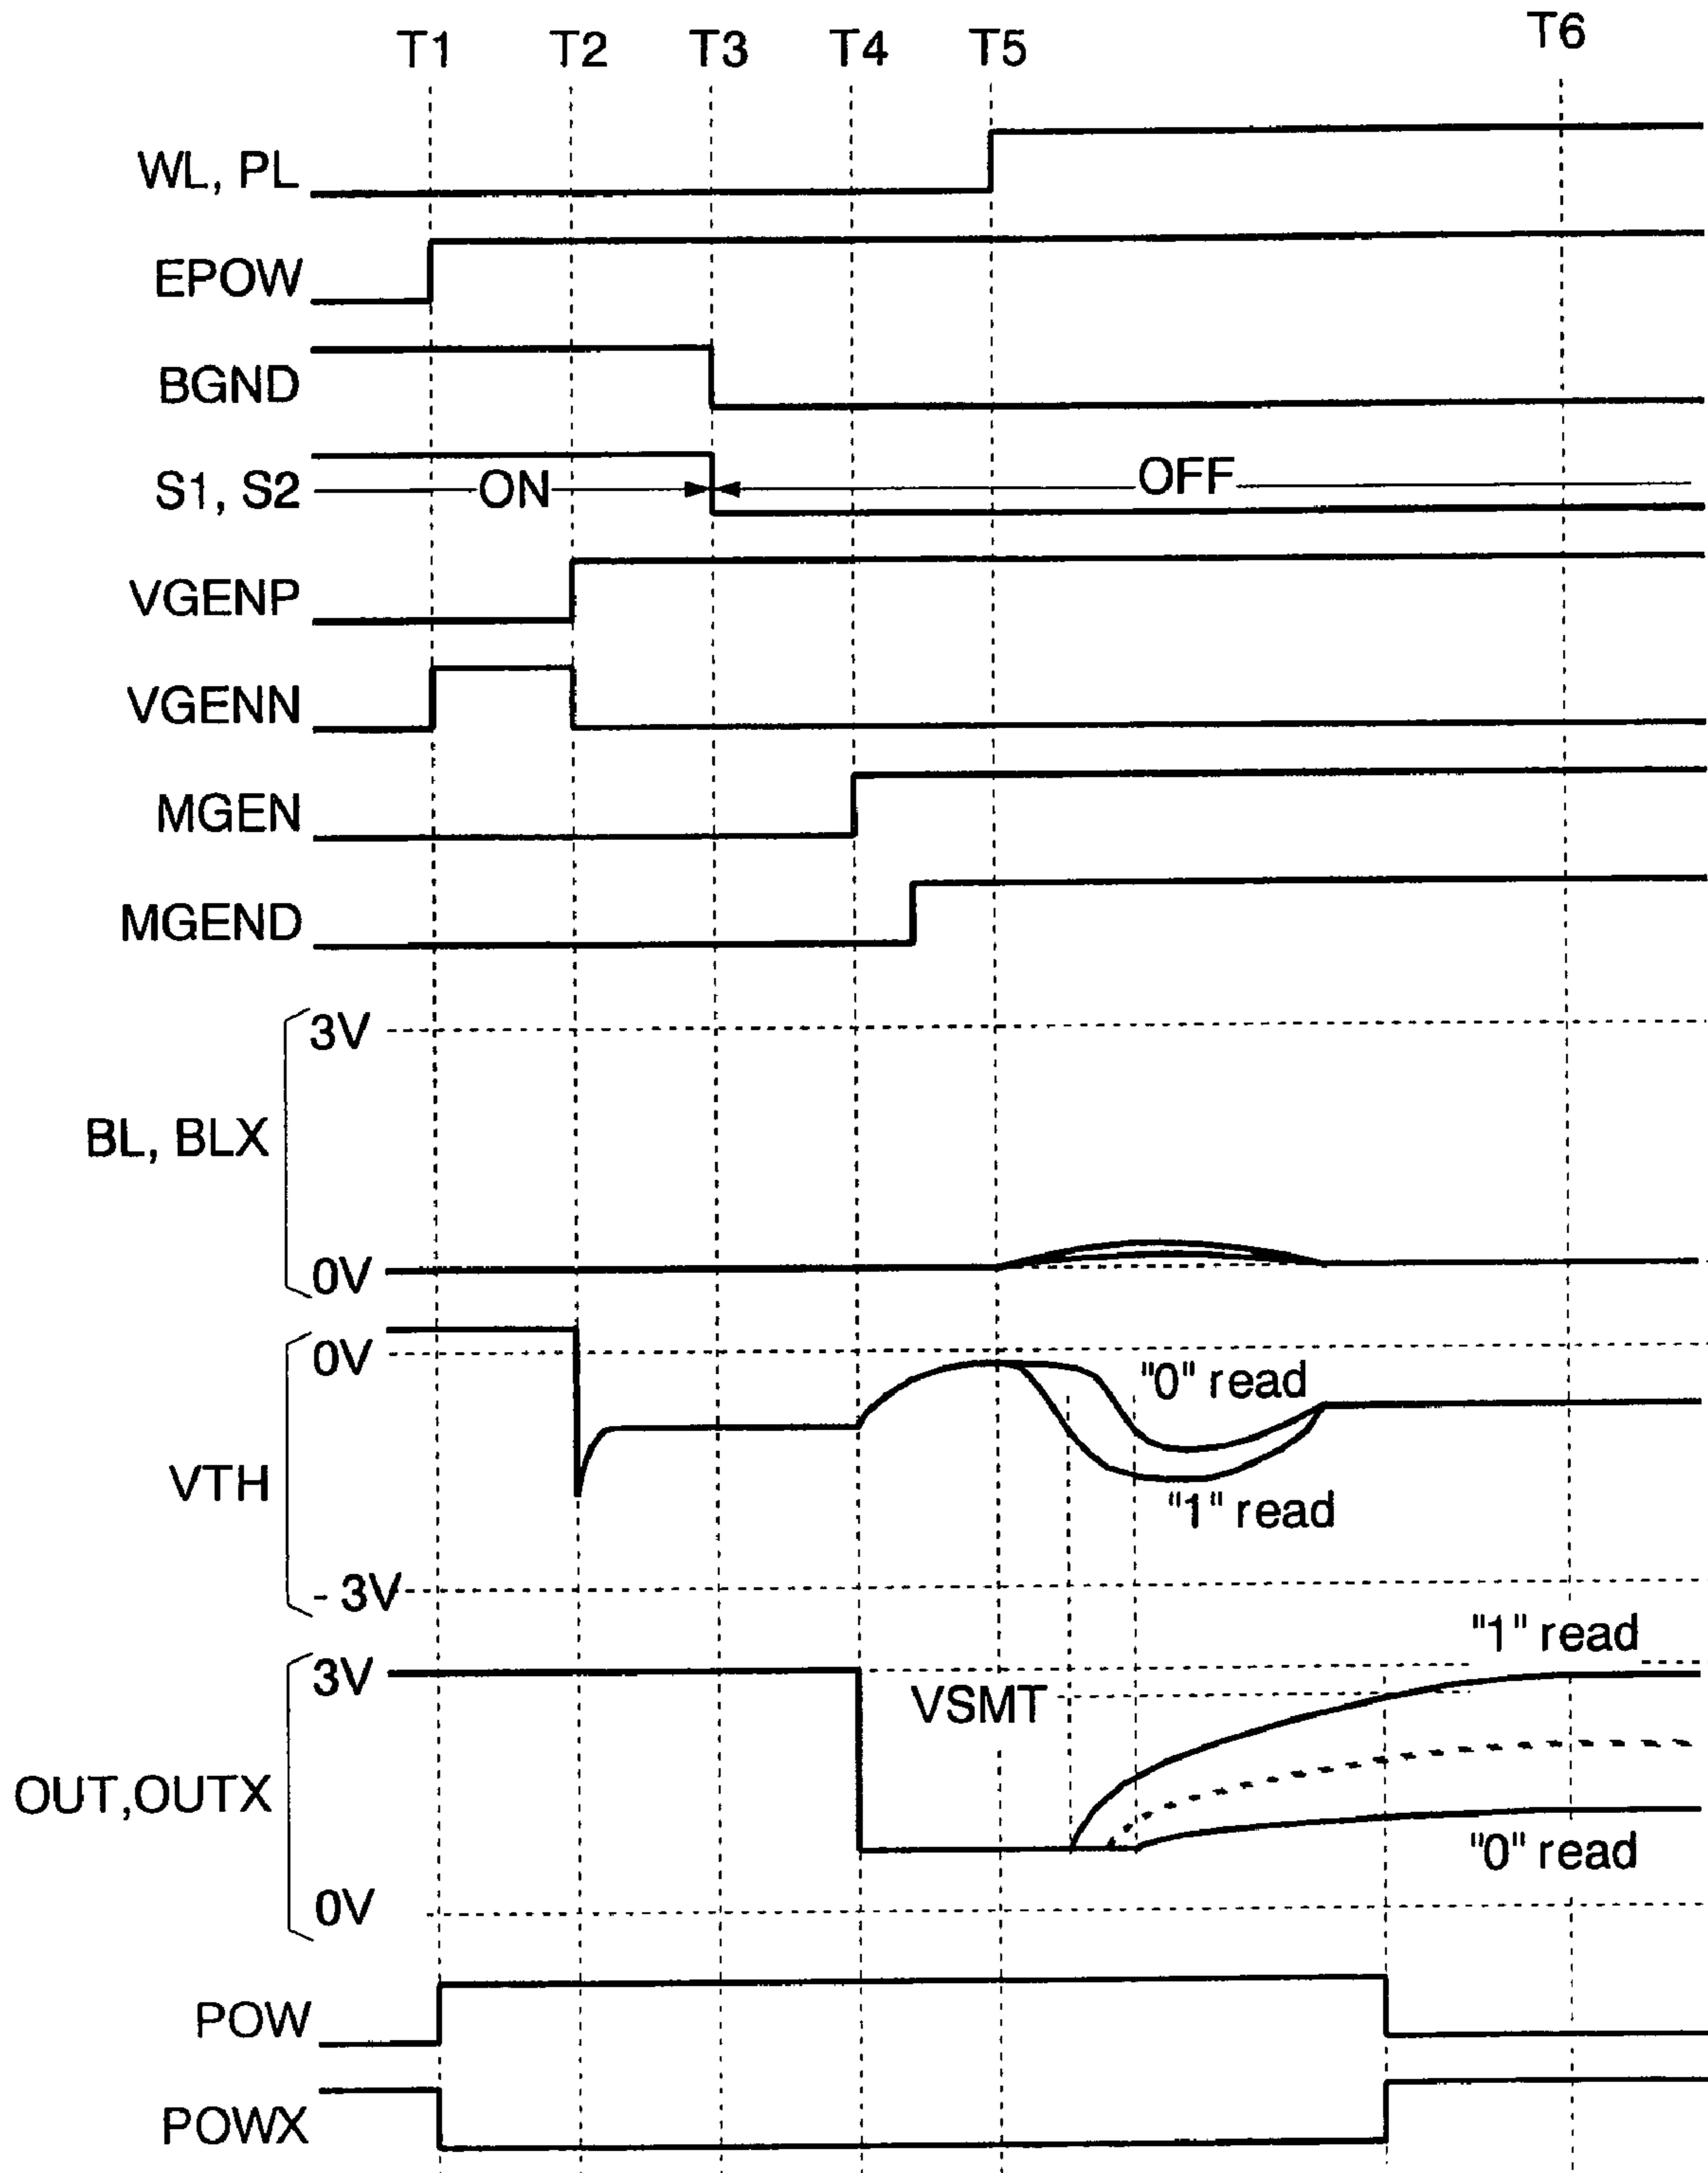 T1 T2 T3 T4 T5 T6
WL, PL
EPOW
BGND
S1, S2 ON OFF
VGENP
VGENN
MGEN
MGEND
3V
BL, BLX
0V
0V
"0" read
VTH
"1" read
- 3V
"1" read
3V
VSMT
OUT,OUTX
"0" read
0V
POW
POWX